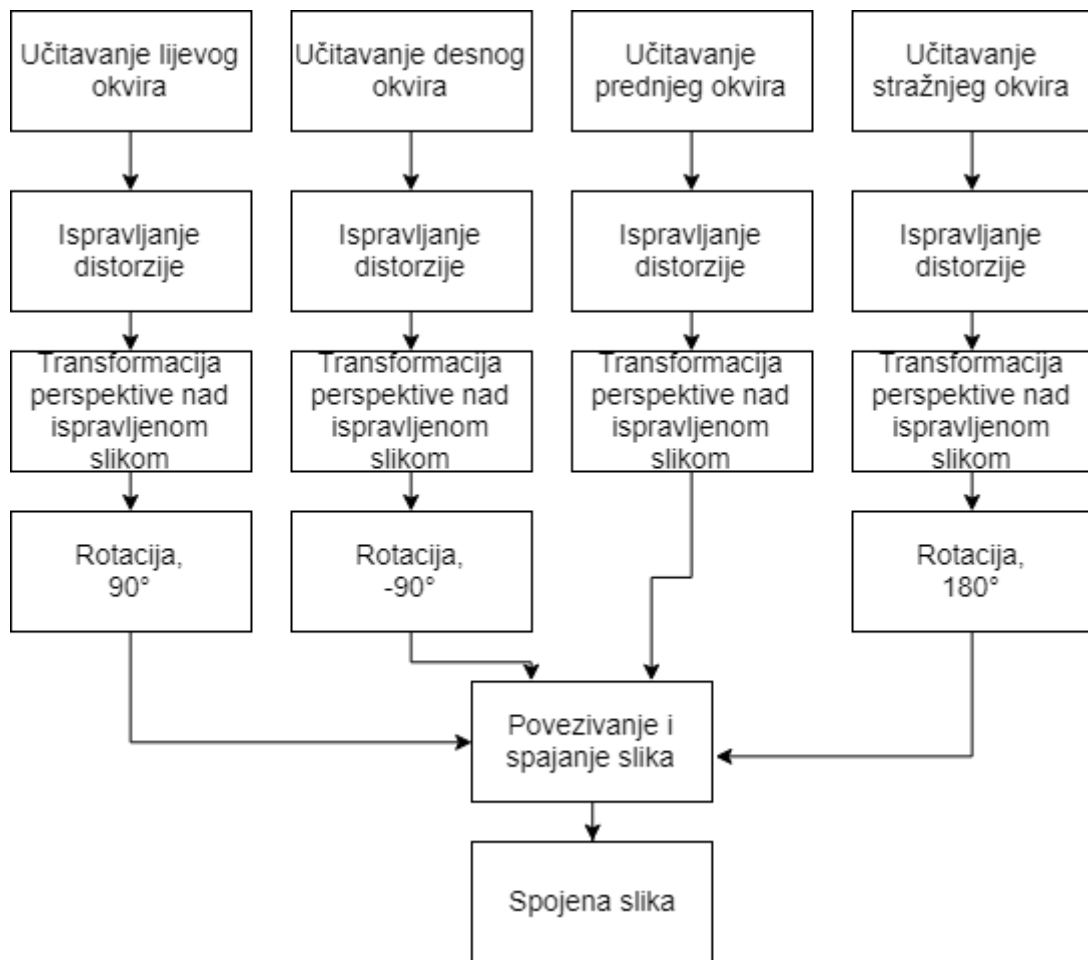 Učitavanje lijevog
okvira
Učitavanje desnog
okvira
Učitavanje
prednjeg okvira
Učitavanje
stražnjeg okvira
Ispravljanje
distorzije
Ispravljanje
distorzije
Ispravljanje
distorzije
Ispravljanje
distorzije
Transformacija
perspektive nad
ispravljenom
slikom
Transformacija
perspektive nad
ispravljenom
slikom
Transformacija
perspektive nad
ispravljenom
slikom
Transformacija
perspektive nad
ispravljenom
slikom
Rotacija,
90°
Rotacija,
-90°
Rotacija,
180°
Povezivanje i
spajanje slika
Spojena slika